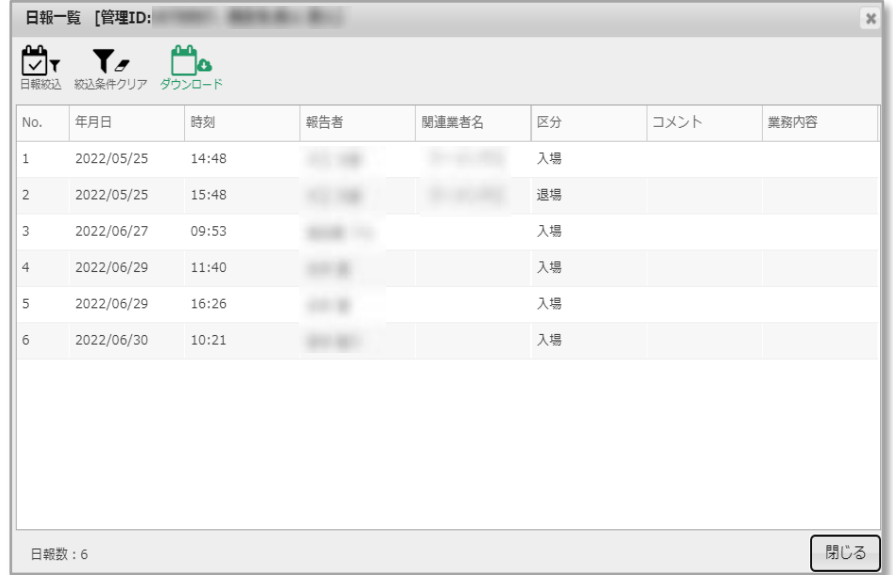 日報一覧 [管理ID:
日報絞込 絞込条件クリア ダウンロード
No. 年月日 時刻 報告者 関連業者名 区分 コメント 業務内容
1 2022/05/25 14:48 入場
2 2022/05/25 15:48 退場
3 2022/06/27 09:53 入場
4 2022/06/29 11:40 入場
5 2022/06/29 16:26 入場
6 2022/06/30 10:21 入場
日報数：6 閉じる